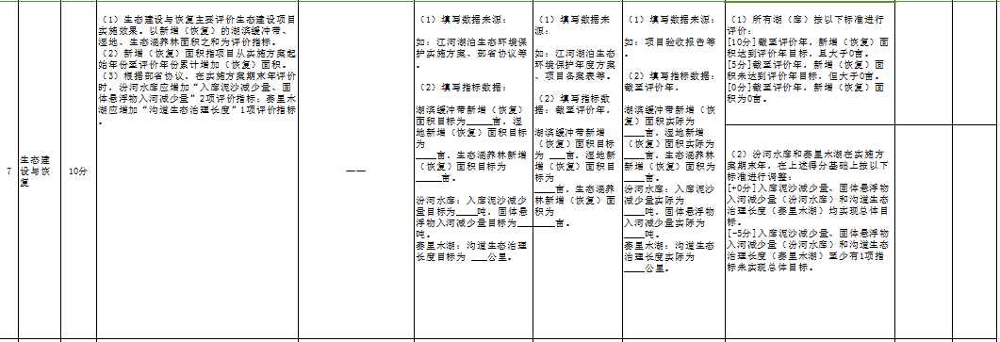 7
生态建
设与恢
复
10分
（1）生态建设与恢复主要评价生态建设项目
实施效果。以新增（恢复）的湖滨缓冲带、
湿地、生态涵养林面积之和为评价指标。
（2）新增（恢复）面积指项目从实施方案起
始年份至评价年份累计增加（恢复）面积。
（3）根据部省协议，在实施方案期末年评价
时，汾河水库应增加“入库泥沙减少量、固
体悬浮物入河减少量”2项评价指标；赛里木
湖应增加“沟道生态治理长度”1项评价指标
。
——
（1）填写数据来源：
如：江河湖泊生态环境保
护实施方案、部省协议等
。
（2）填写指标数据：
湖滨缓冲带新增（恢复）
面积目标为_____亩，湿
地新增（恢复）面积目标
为
____亩，生态涵养林新增
（恢复）面积目标为
_____亩。
汾河水库：入库泥沙减少
量目标为____吨，固体悬
浮物入河减少量目标为____
吨。
赛里木湖：沟道生态治理
长度目标为 ___公里。
（1）填写数据来
源：
如：江河湖泊生态
环境保护年度方案
、项目备案表等。
（2）填写指标数
据：截至评价年，
湖滨缓冲带新增
（恢复）面积目标
为 ___亩，湿地新
增（恢复）面积目
标为
____亩，生态涵养
林新增（恢复）面
积为
____亩。
（1）填写数据来源：
如：项目验收报告等
。
（2）填写指标数据：
截至评价年，
湖滨缓冲带新增（恢
复）面积实际为
____亩，湿地新增
（恢复）面积实际为
____亩，生态涵养林
新增（恢复）面积为
____亩。
汾河水库：入库泥沙
减少量实际为
____吨，固体悬浮物
入河减少量实际为
____吨。
赛里木湖：沟道生态
治理长度实际为
____公里。
（1）所有湖（库）按以下标准进行
评价：
[10分]截至评价年，新增（恢复）面
积达到评价年目标，且大于0亩。
[5分]截至评价年，新增（恢复）面
积未达到评价年目标，但大于0亩。
[0分]截至评价年，新增（恢复）面
积为0亩。
（2）汾河水库和赛里木湖在实施方
案期末年，在上述得分基础上按以下
标准进行调整：
[+0分]入库泥沙减少量、固体悬浮物
入河减少量（汾河水库）和沟道生态
治理长度（赛里木湖）均实现总体目
标。
[-5分]入库泥沙减少量、固体悬浮物
入河减少量（汾河水库）和沟道生态
治理长度（赛里木湖）至少有1项指
标未实现总体目标。